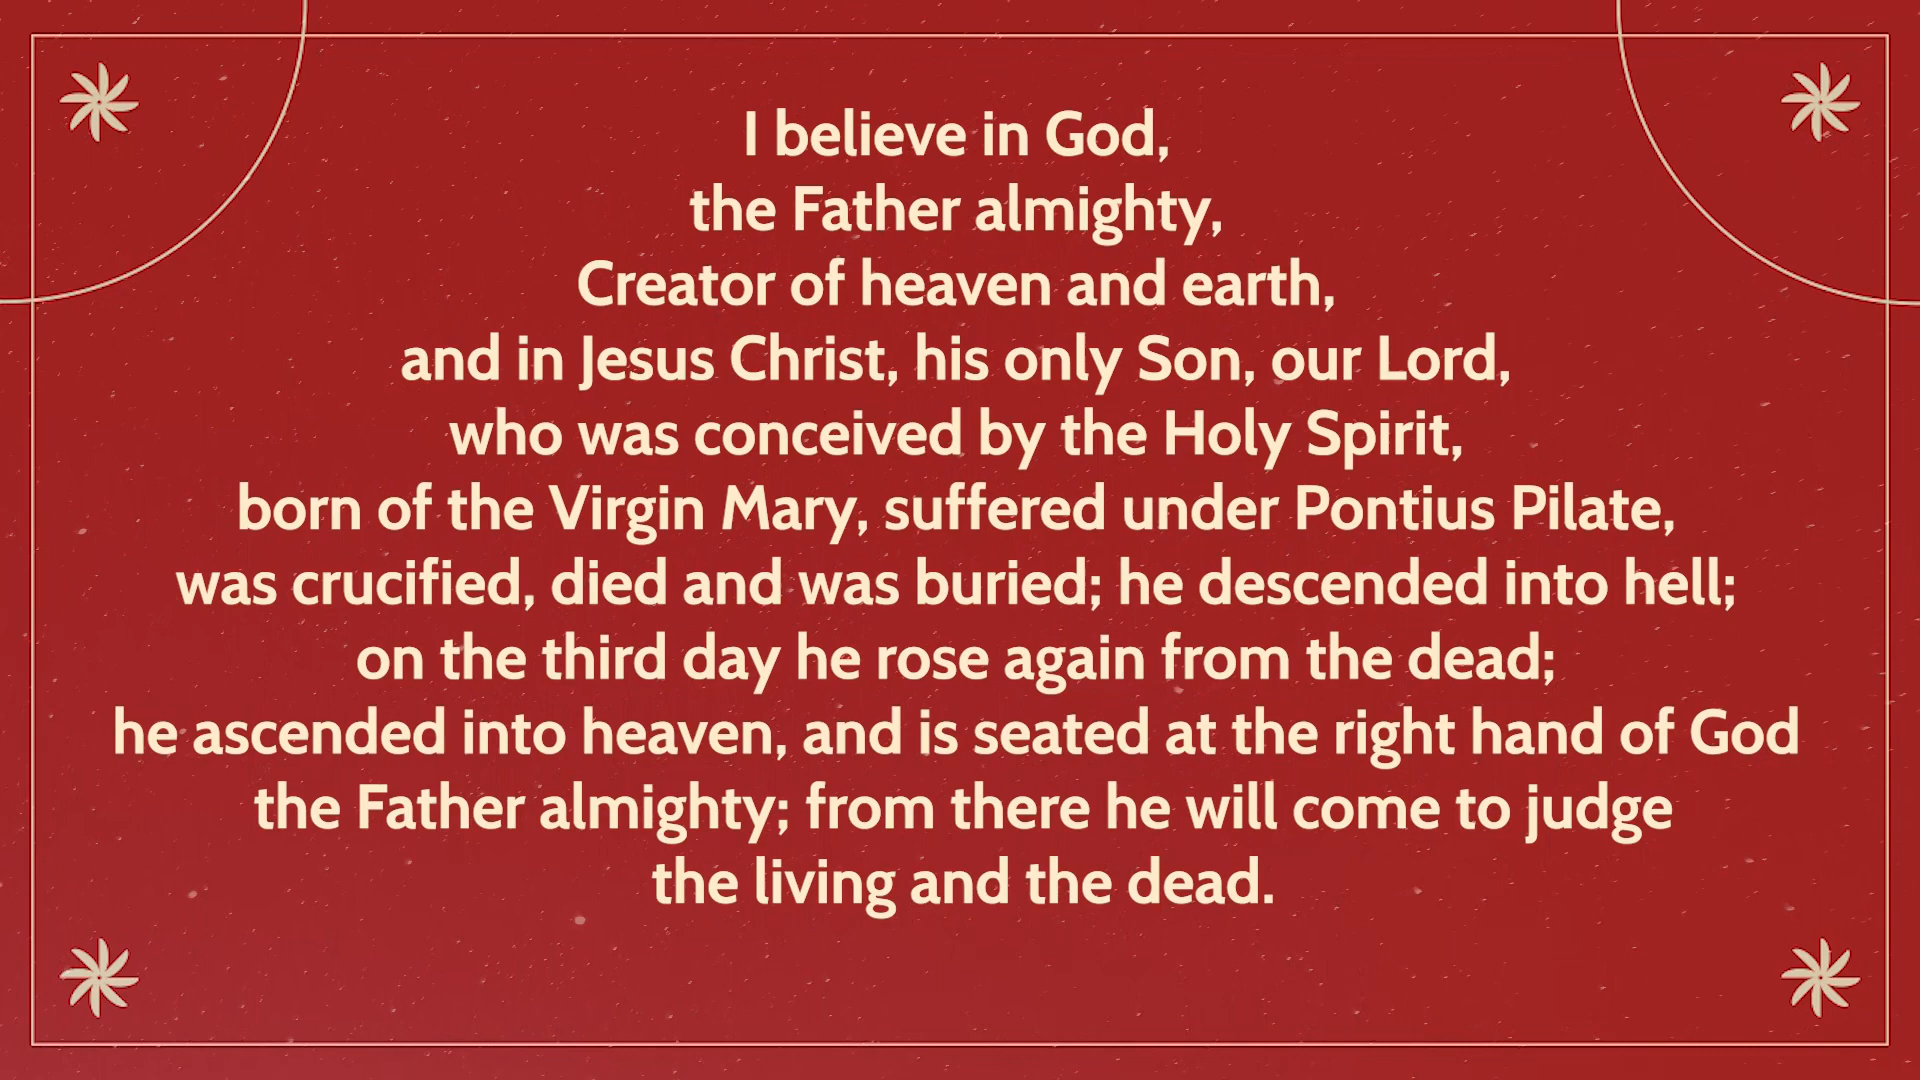 I believe in God,
the Father almighty,
Creator of heaven and earth,
and in Jesus Christ, his only Son, our Lord,
who was conceived by the Holy Spirit,
born of the Virgin Mary, suffered under Pontius Pilate,
was crucified, died and was buried; he descended into hell;
on the third day he rose again from the dead;
he ascended into heaven, and is seated at the right hand of God
the Father almighty; from there he will come to judge
the living and the dead.